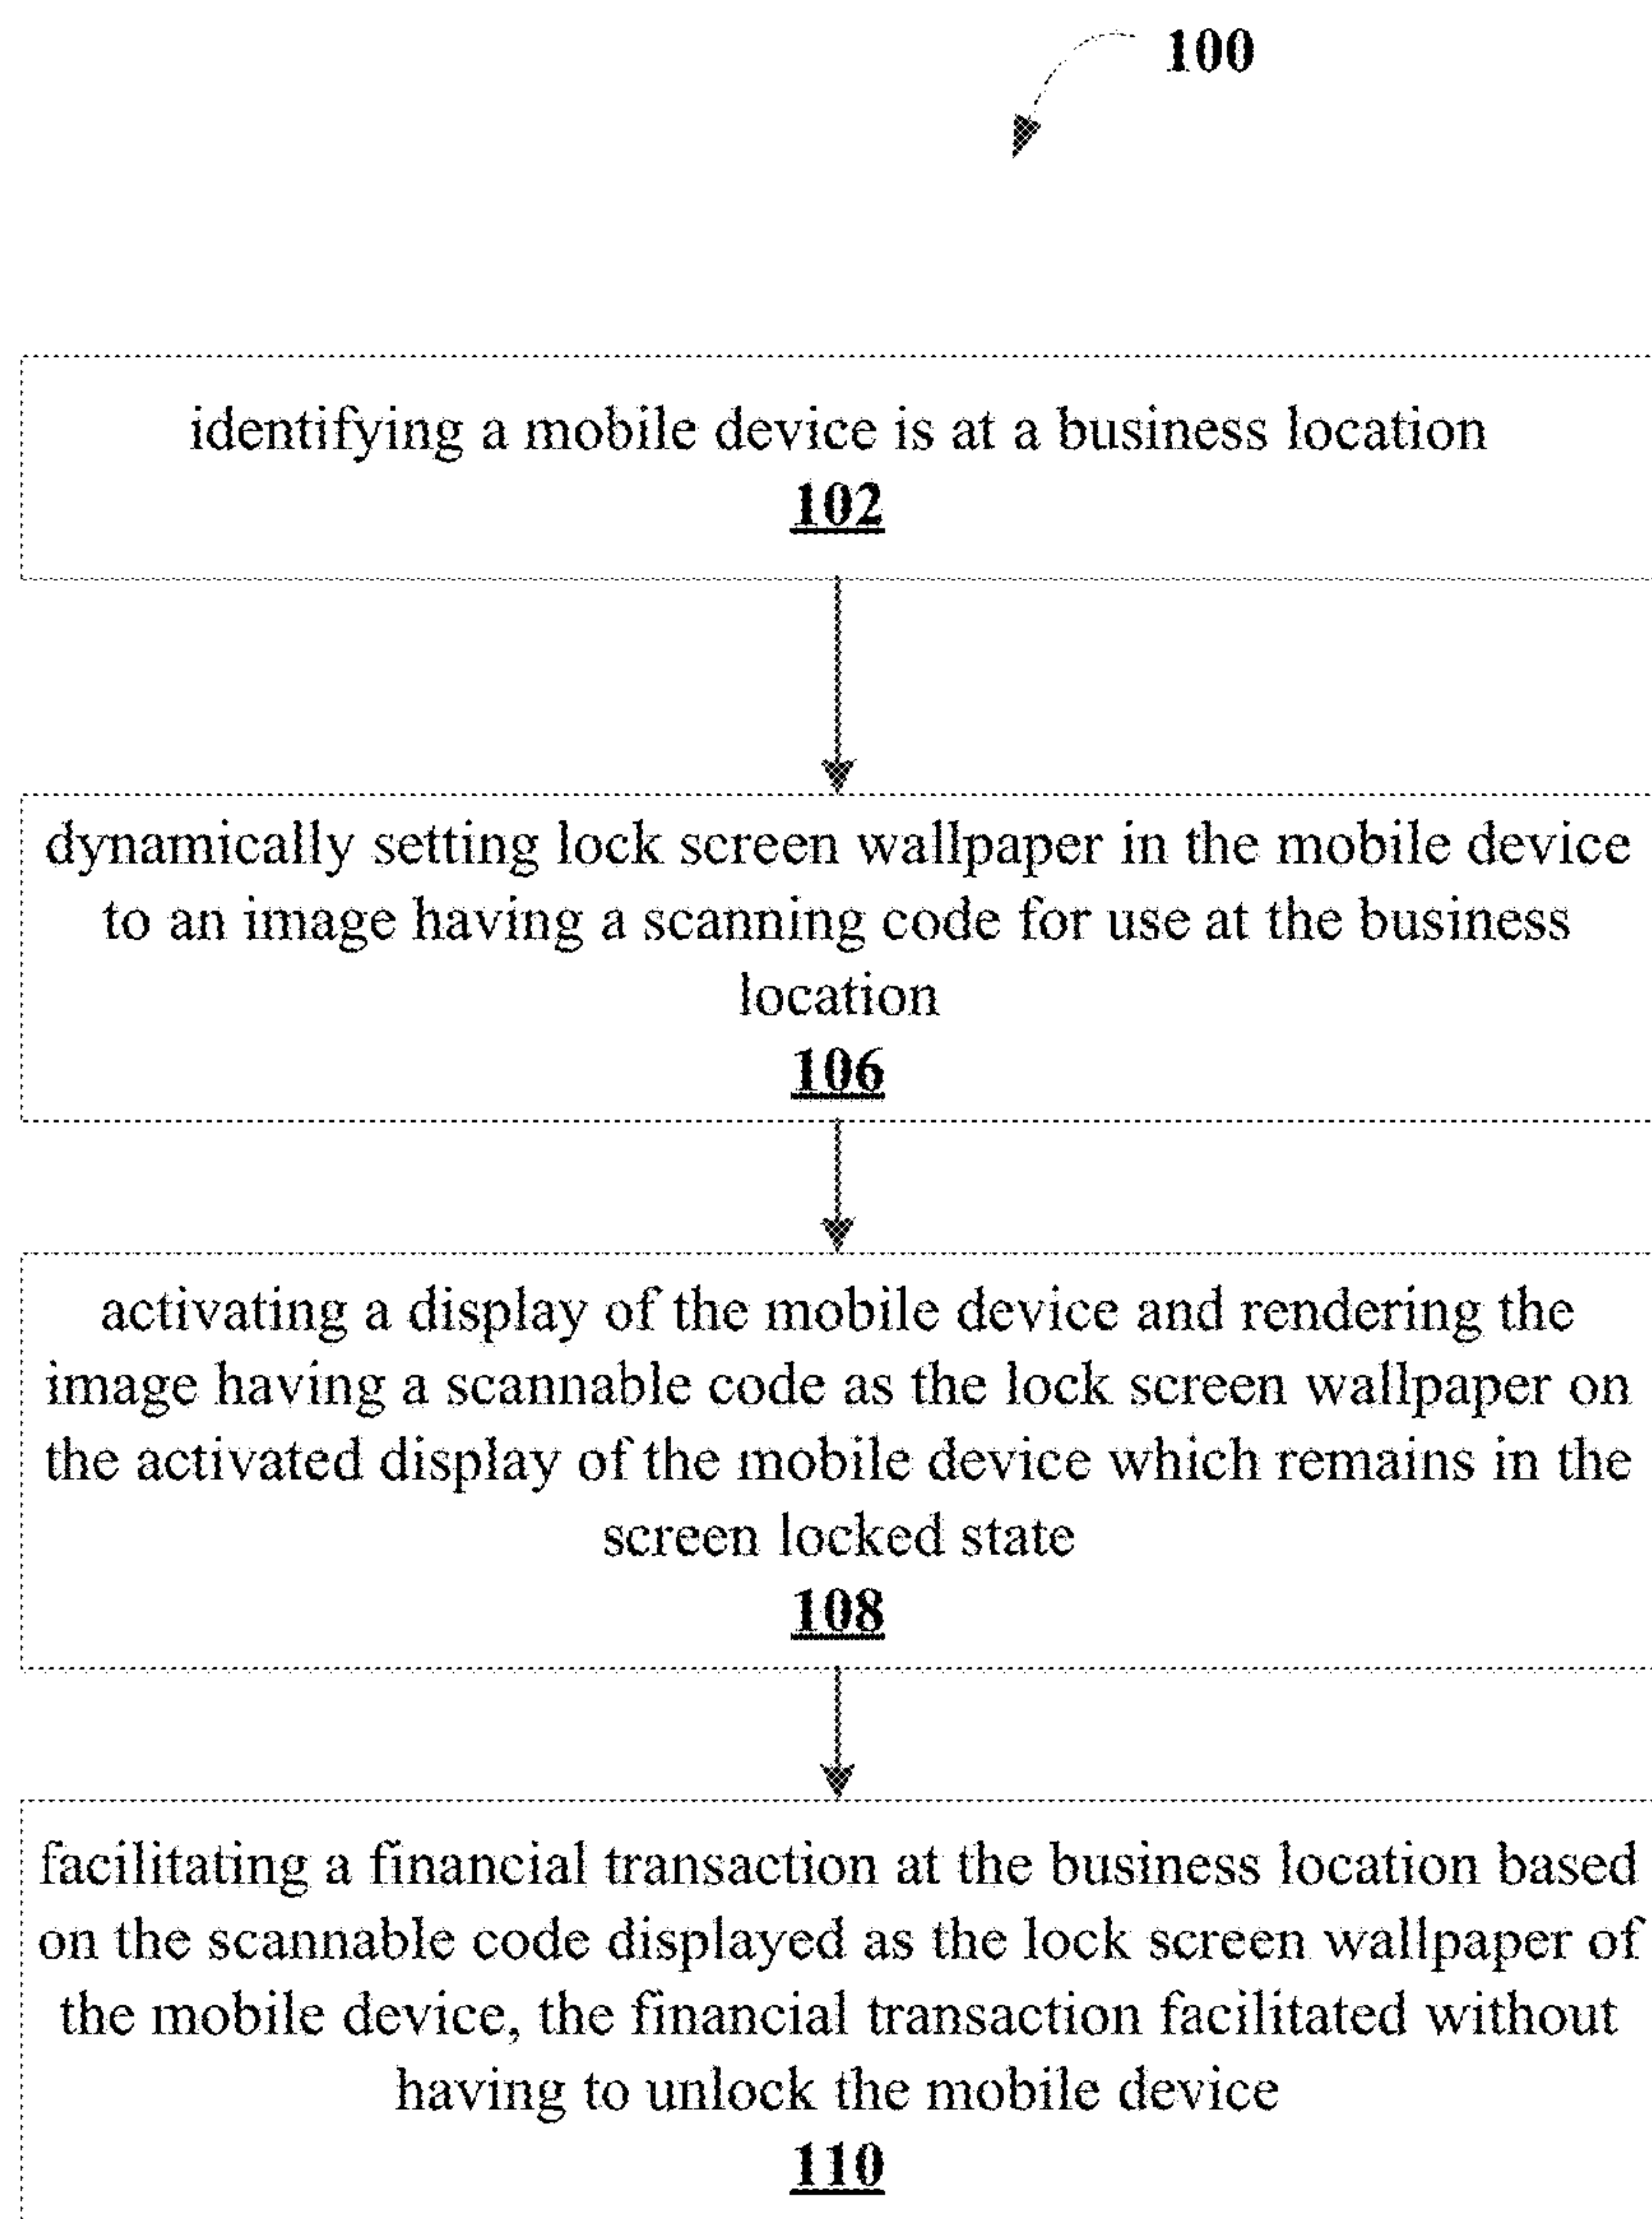 100
identifying a mobile device is at a business location
102
dynamically setting lock screen wallpaper in the mobile device
to an image having a scanning code for use at the business
location
106
activating a display of the mobile device and rendering the
image having a scannable code as the lock screen wallpaper on
the activated display of the mobile device which remains in the
screen locked state
108
facilitating a financial transaction at the business location based
on the scannable code displayed as the lock screen wallpaper of
the mobile device, the financial transaction facilitated without
having to unlock the mobile device
110